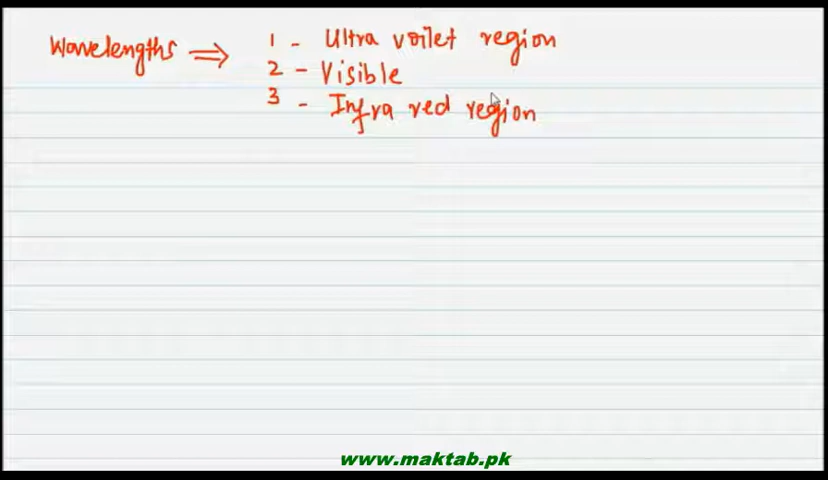 Wavelengths ⇒ 1 - Ultra voilet region
2 - Visible
3 - Infra red region
www.maktab.pk